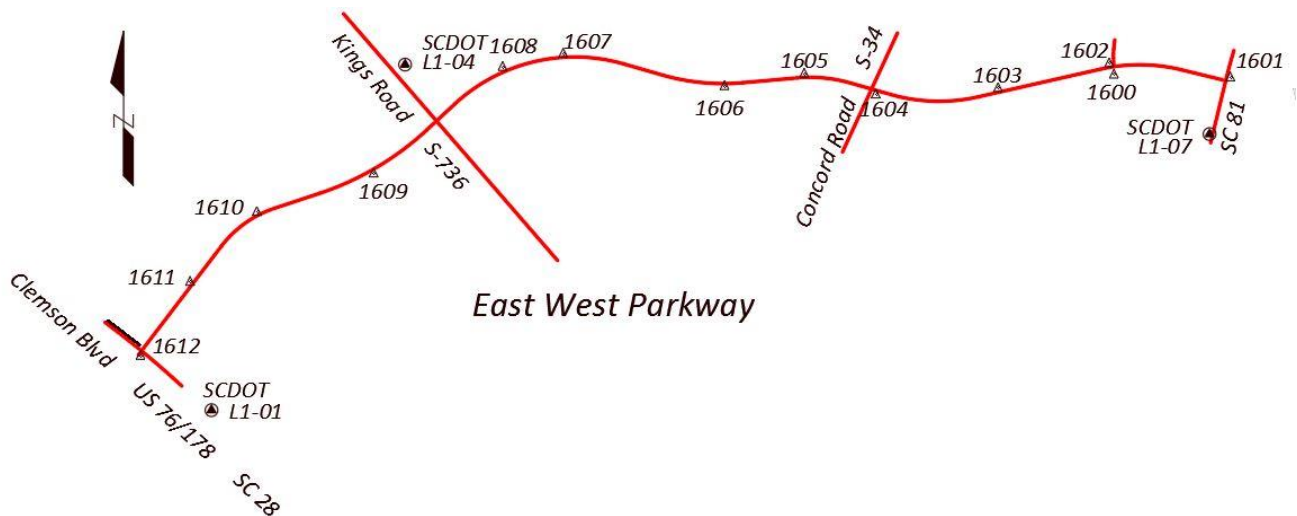 SCDOT
L1-04
1608
1607
Kings Road
S-736
1605
S-34
1602
1603
1601
1600
1606
1604
Concord Road
SCDOT
L1-07
SC 81
N
1609
1610
1611
East West Parkway
Clemson Blvd
1612
SCDOT
L1-01
US 76/178
SC 28